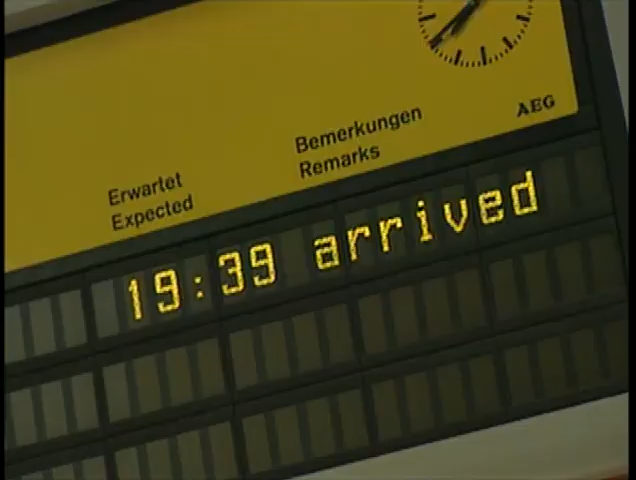 AEG
Erwartet
Expected
Bemerkungen
Remarks
19:39 arrived